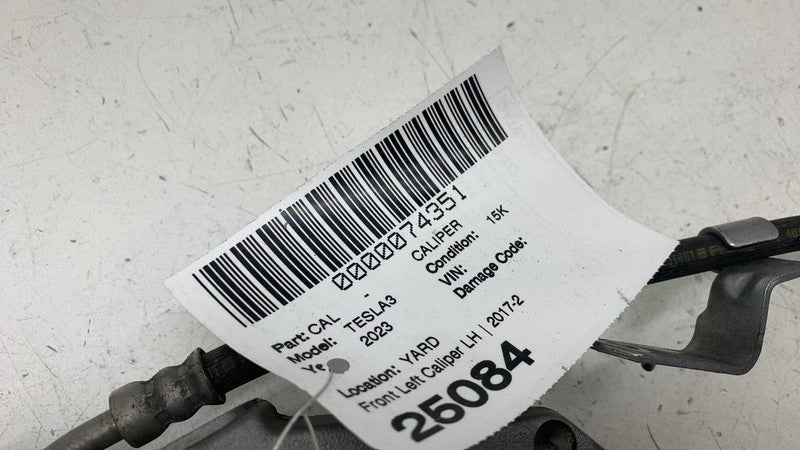 0000074351
Part: CAL - CALIPER
Model: TESLA3 Condition: 15K
Ye 2023 VIN:
Damage Code:
Location: YARD
Front Left Caliper LH | 2017-2
25084